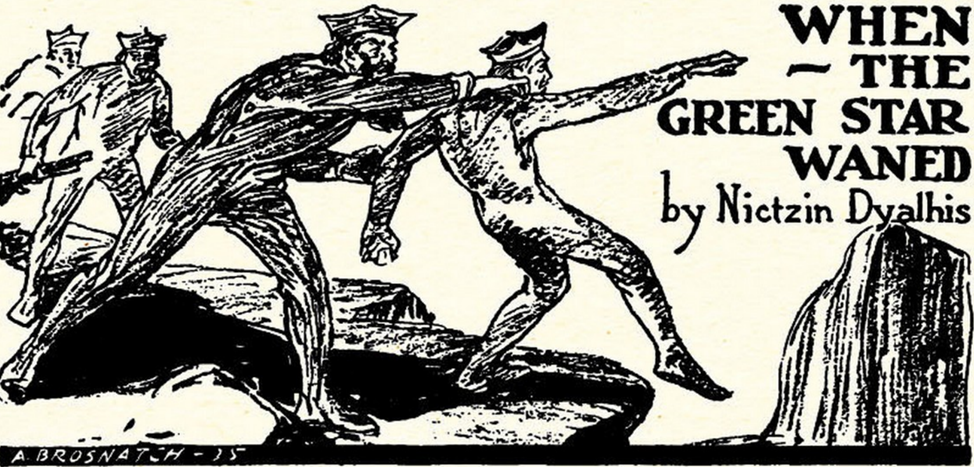 WHEN
~ THE
GREEN STAR
WANED
by Nictzin Dyalhis
A. BROSNATCH - 25